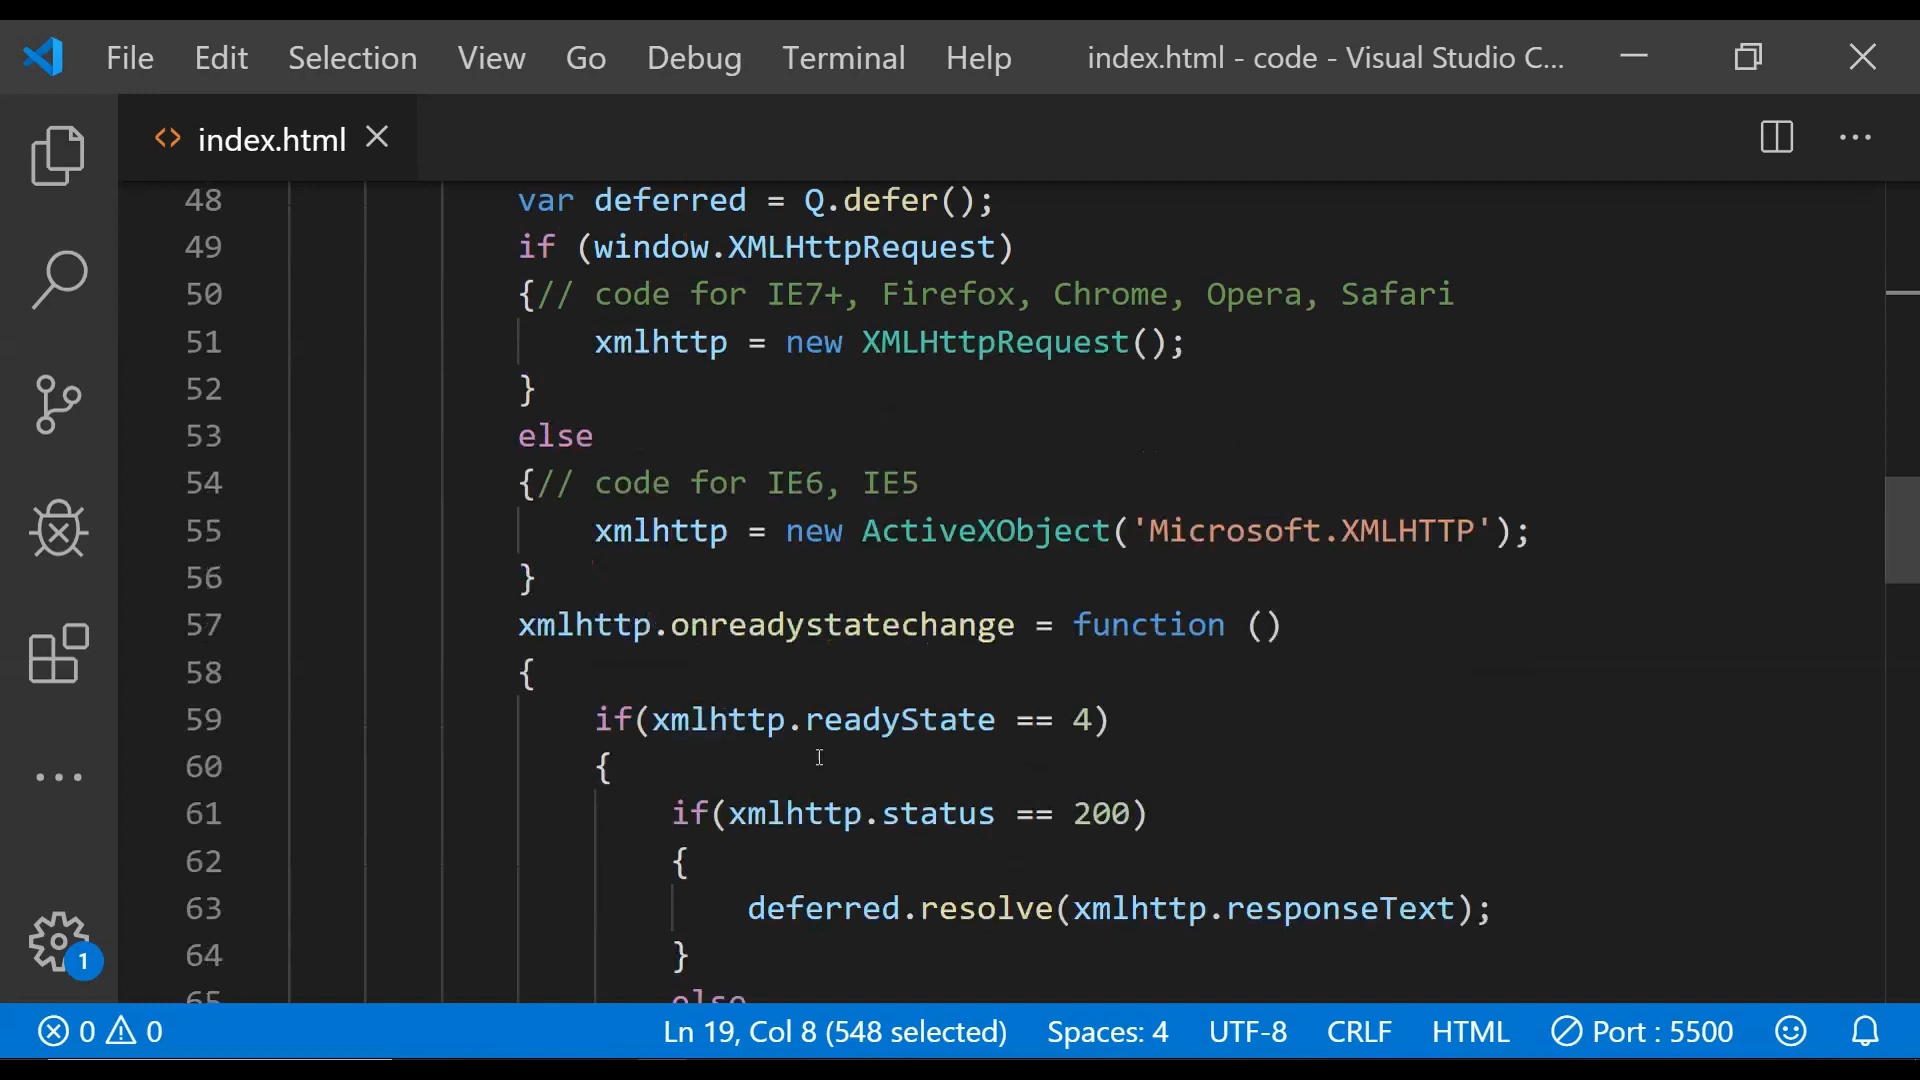 File Edit Selection View Go Debug Terminal Help index.html - code - Visual Studio C...
index.html
48 var deferred = Q.defer();
49 if (window.XMLHttpRequest)
50 {// code for IE7+, Firefox, Chrome, Opera, Safari
51 xmlhttp = new XMLHttpRequest();
52 }
53 else
54 {// code for IE6, IE5
55 xmlhttp = new ActiveXObject('Microsoft.XMLHTTP');
56 }
57 xmlhttp.onreadystatechange = function ()
58 {
59 if(xmlhttp.readyState == 4)
60 {
61 if(xmlhttp.status == 200)
62 {
63 deferred.resolve(xmlhttp.responseText);
64 }
65 else
1
0 0 Ln 19, Col 8 (548 selected) Spaces: 4 UTF-8 CRLF HTML Port : 5500